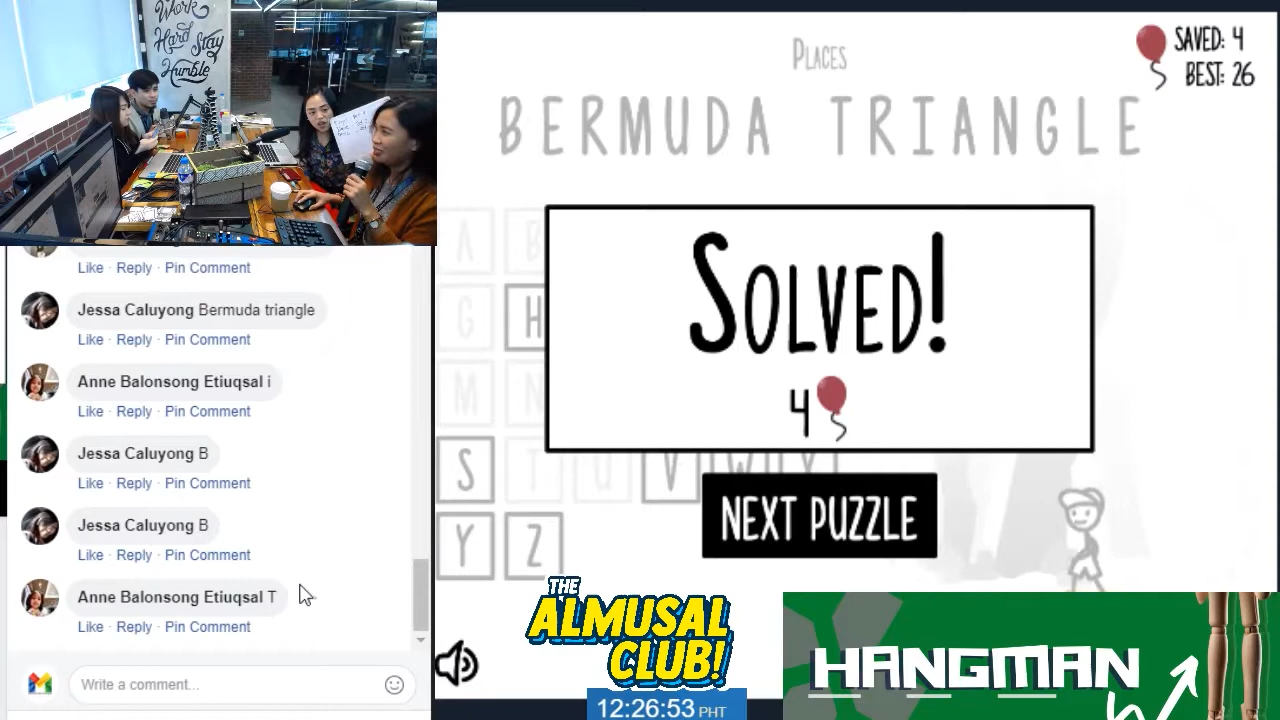 Work
Hard
Stay
Humble
Like · Reply · Pin Comment
Jessa Caluyong Bermuda triangle
Like · Reply · Pin Comment
Anne Balonsong Etiuqsal i
Like · Reply · Pin Comment
Jessa Caluyong B
Like · Reply · Pin Comment
Jessa Caluyong B
Like · Reply · Pin Comment
Anne Balonsong Etiuqsal T
Like · Reply · Pin Comment
Write a comment...
PLACES
SAVED: 4
BEST: 26
BERMUDA TRIANGLE
A B
G H
M N
S T U V W X
Y Z
SOLVED!
4
NEXT PUZZLE
THE
ALMUSAL
CLUB!
12:26:53 PHT
HANGMAN